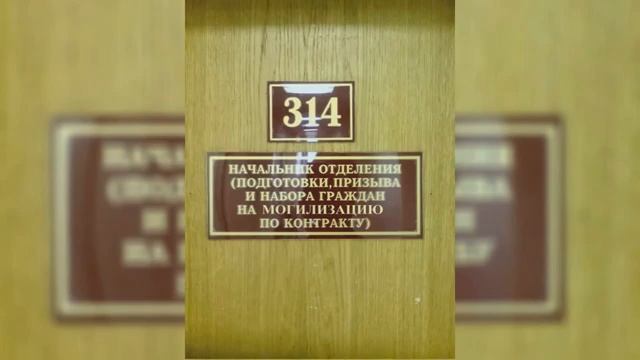 314
НАЧАЛЬНИК ОТДЕЛЕНИЯ
(ПОДГОТОВКИ, ПРИЗЫВА
И НАБОРА ГРАЖДАН
НА МОГИЛИЗАЦИЮ
ПО КОНТРАКТУ)